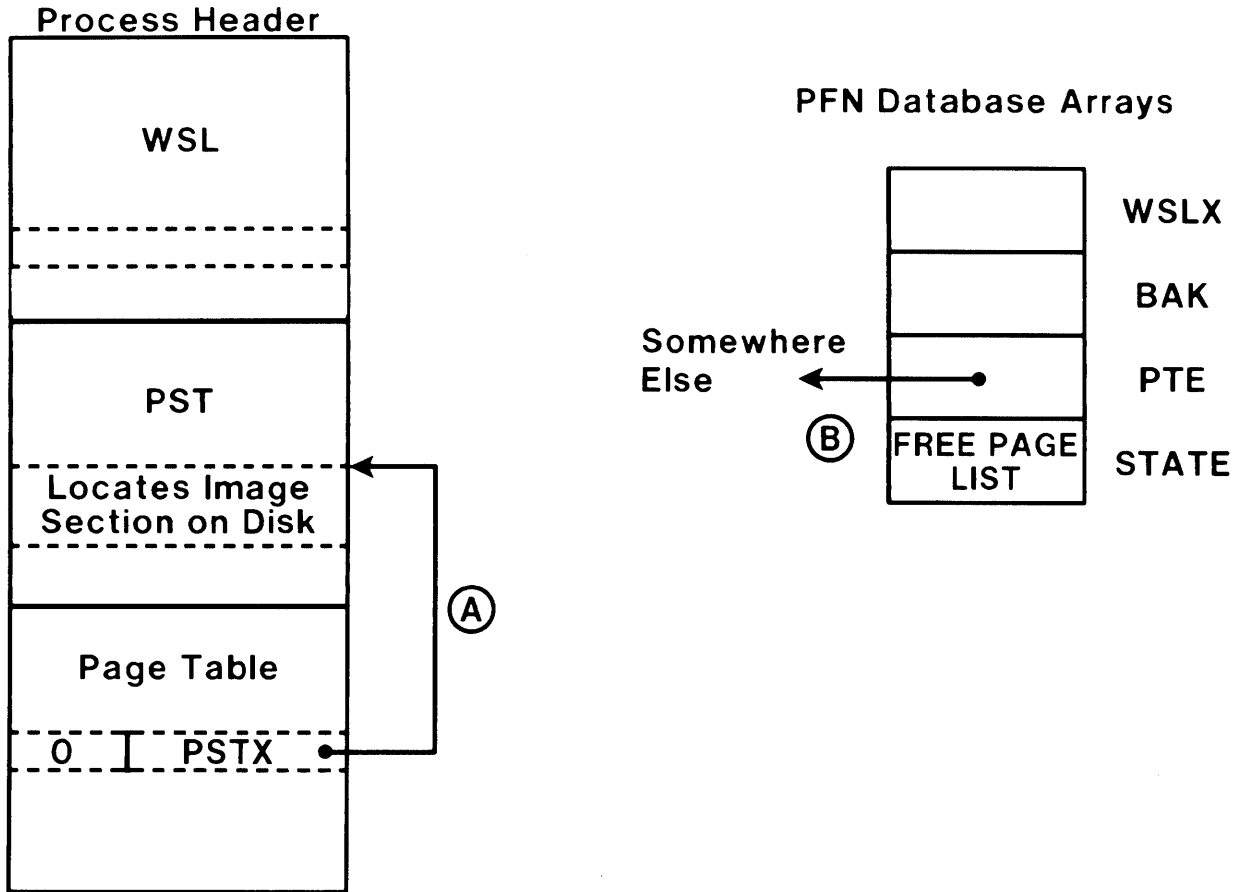 Process Header
WSL
PST
Locates Image
Section on Disk
A
Page Table
0 PSTX
PFN Database Arrays
WSLX
BAK
Somewhere
Else
PTE
B
FREE PAGE
LIST
STATE